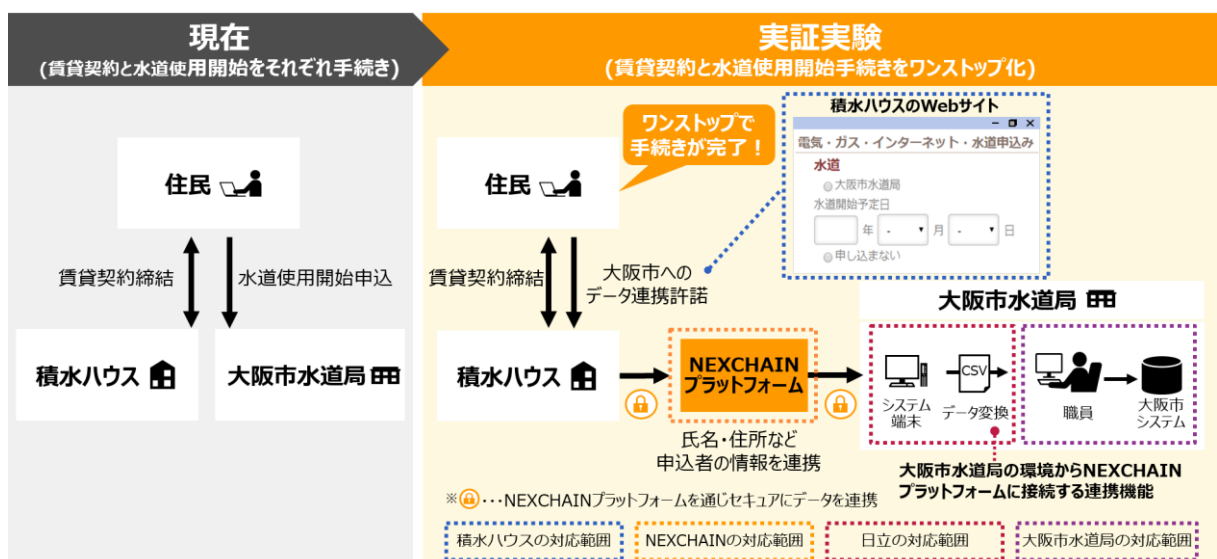 現在
(賃貸契約と水道使用開始をそれぞれ手続き)
住民
賃貸契約締結
水道使用開始申込
積水ハウス
大阪市水道局
実証実験
(賃貸契約と水道使用開始手続きをワンストップ化)
ワンストップで
手続きが完了！
住民
賃貸契約締結
大阪市への
データ連携許諾
積水ハウスのWebサイト
電気・ガス・インターネット・水道申込み
水道
大阪市水道局
水道開始予定日
年 - 月 - 日
申し込まない
積水ハウス
NEXCHAIN
プラットフォーム
氏名・住所など
申込者の情報を連携
大阪市水道局
システム
端末
CSV
データ変換
職員
大阪市
システム
大阪市水道局の環境からNEXCHAIN
プラットフォームに接続する連携機能
※ ・・・NEXCHAINプラットフォームを通じセキュアにデータを連携
積水ハウスの対応範囲
NEXCHAINの対応範囲
日立の対応範囲
大阪市水道局の対応範囲